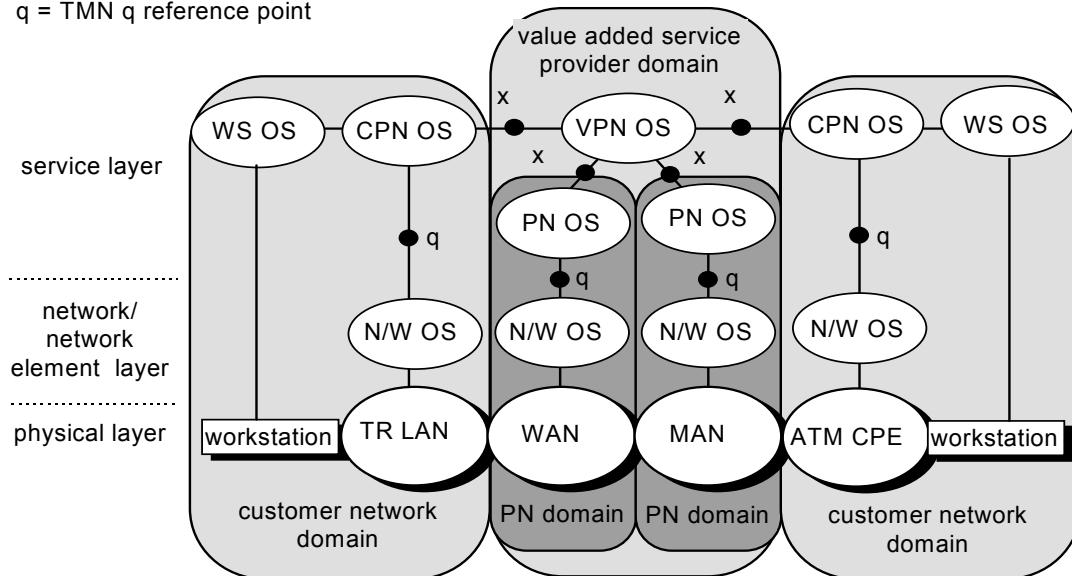 q = TMN q reference point
value added service
provider domain
x
x
WS OS
CPN OS
VPN OS
CPN OS
WS OS
x
x
service layer
PN OS
PN OS
q
q
q
q
network/
network
element layer
N/W OS
N/W OS
N/W OS
N/W OS
physical layer
workstation
TR LAN
WAN
MAN
ATM CPE
workstation
customer network
domain
PN domain
PN domain
customer network
domain